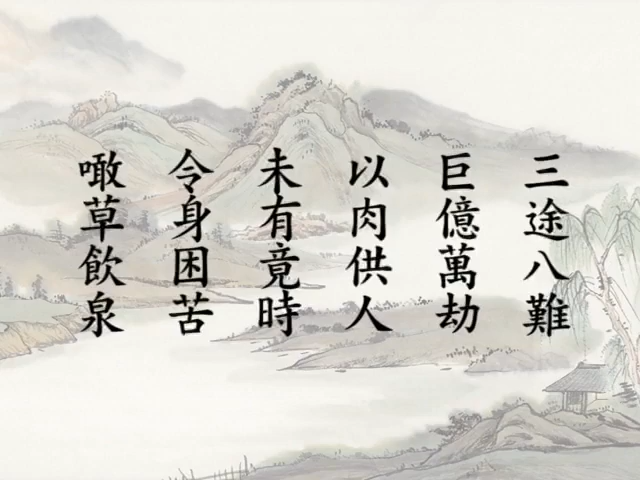 三途八難
巨億萬劫
以肉供人
未有竟時
令身困苦
噉草飲泉